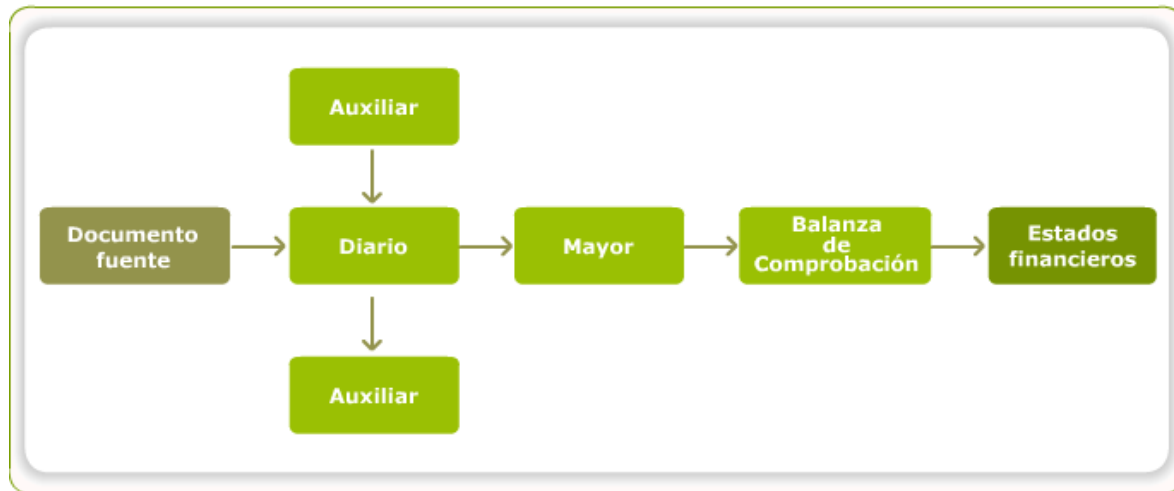 Auxiliar
Documento
fuente
Diario
Mayor
Balanza
de
Comprobación
Estados
financieros
Auxiliar